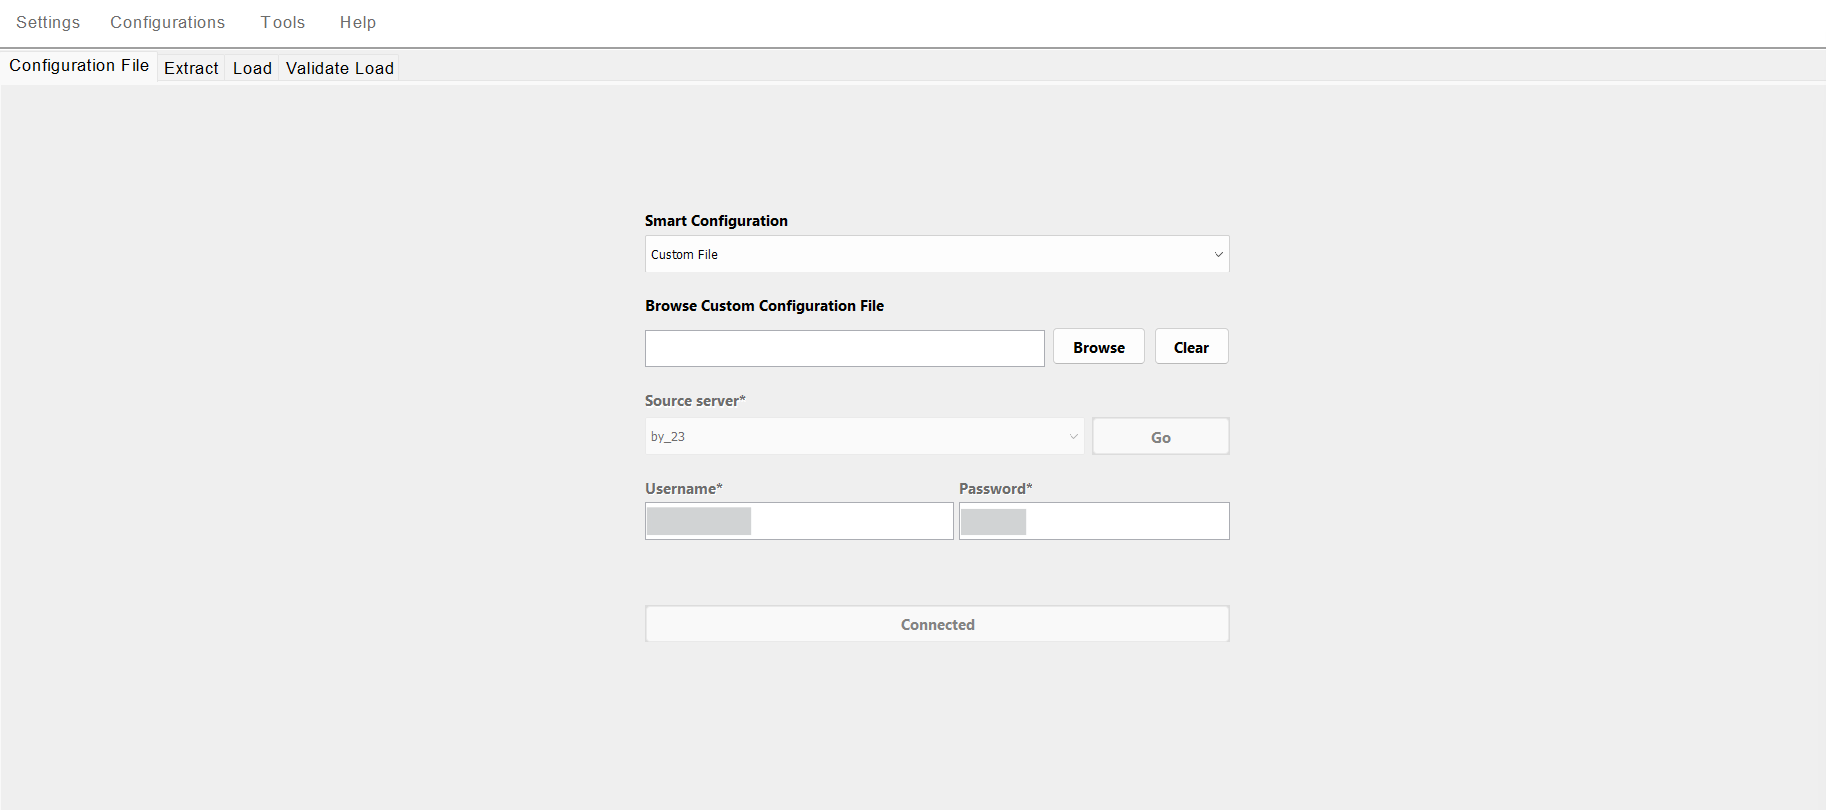 Settings Configurations Tools Help
Configuration File Extract Load Validate Load
Smart Configuration
Custom File
Browse Custom Configuration File
Browse Clear
Source server*
by_23 Go
Username* Password*
Connected